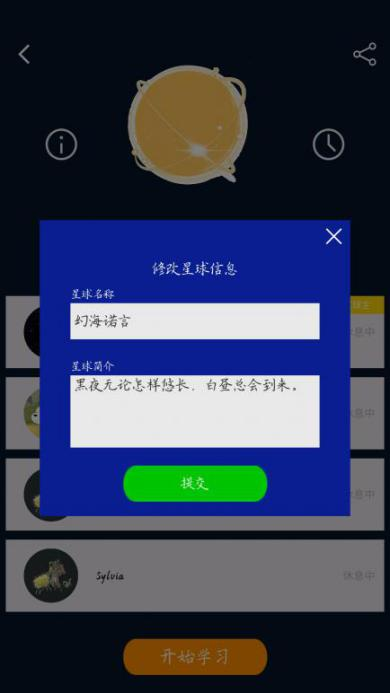 修改星球信息
星球名称
幻海诺言
星球简介
黑夜无论怎样悠长，白昼总会到来。
提交
球主
休息中
休息中
休息中
Sylvia
休息中
开始学习